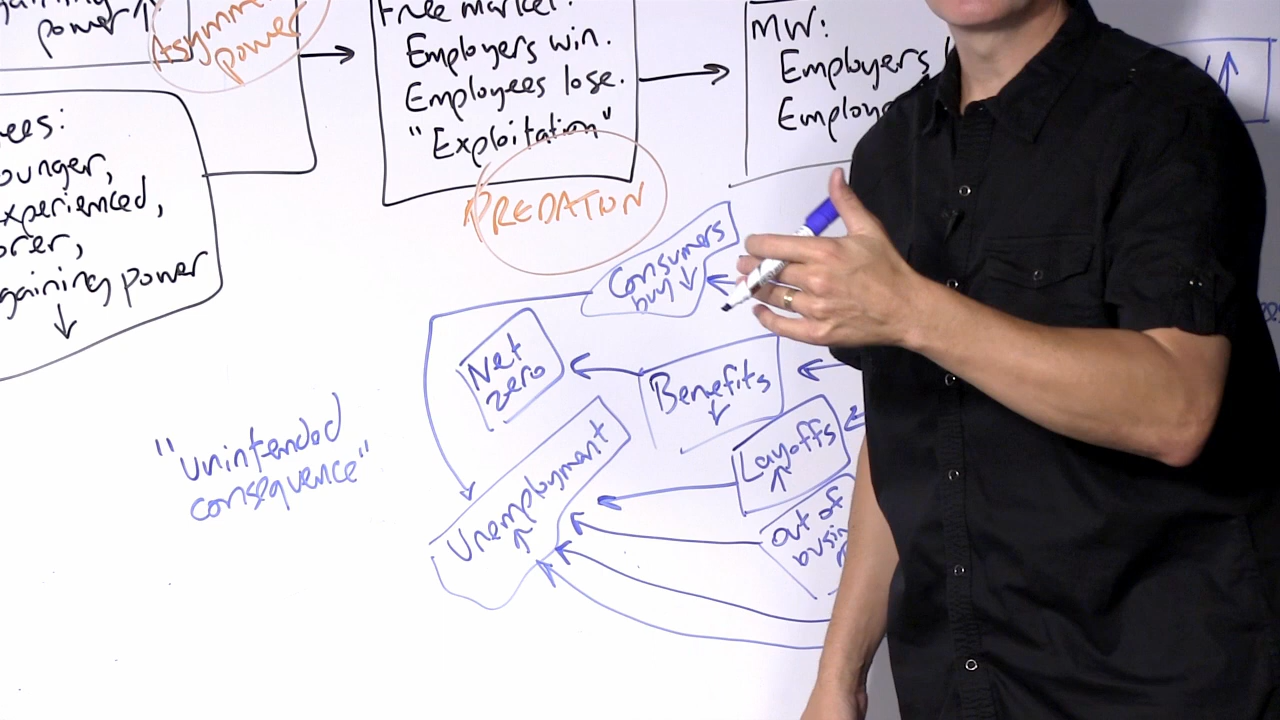 power ↑
Asymme
power
ees:
ounger,
xperienced,
orer,
gaining power
↓
Free market:
Employers win.
Employees lose.
"Exploitation"
PREDATION
MW:
Employers
Employe
↑
Consumers
buy ↓
Net
zero
Benefits
↓
Layoffs
↑
out of
busin
Unemployment
↑
"unintended
consequence"